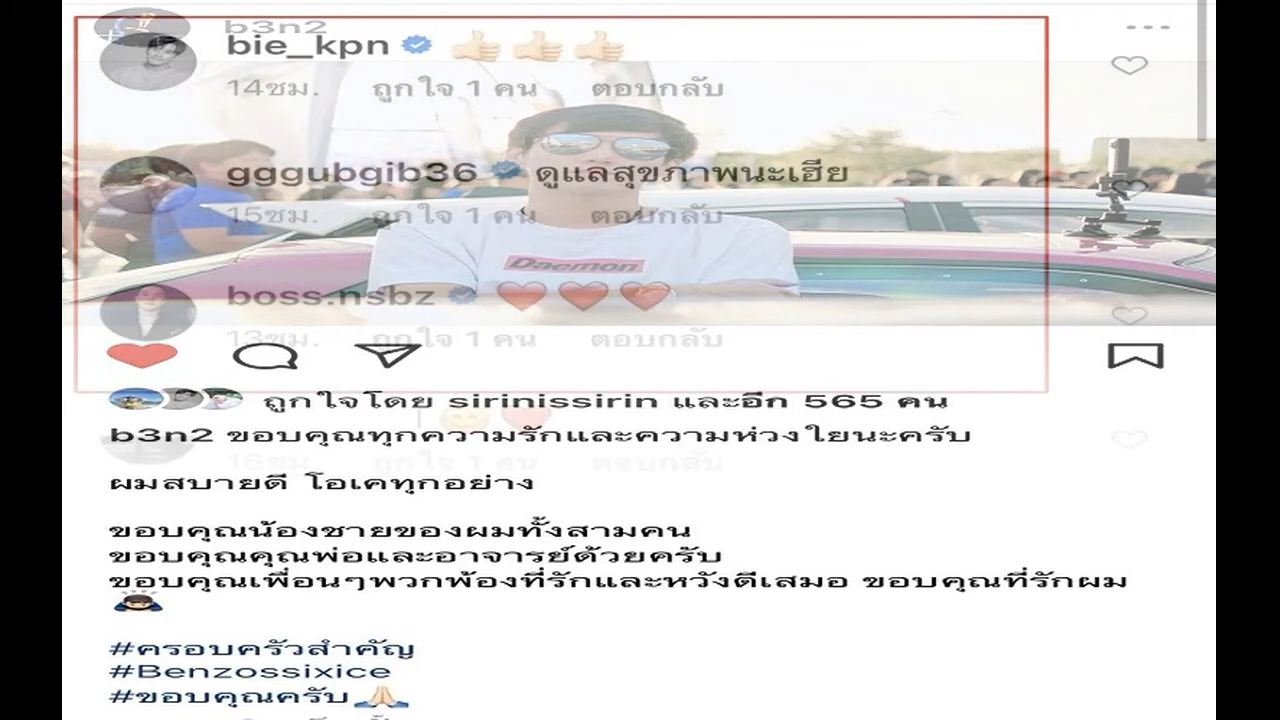 b3n2
bie_kpn 👍🏻 👍🏻 👍🏻
14ชม. ถูกใจ 1 คน ตอบกลับ
gggubgib36 ดูแลสุขภาพนะเฮีย
15ชม. ถูกใจ 1 คน ตอบกลับ
Daemon
boss.nsbz ❤️ ❤️ ❤️
13ชม. ถูกใจ 1 คน ตอบกลับ
ถูกใจโดย sirinissirin และอีก 565 คน
b3n2 ขอบคุณทุกความรักและความห่วงใยนะครับ
16ชม. ถูกใจ 1 คน ตอบกลับ
ผมสบายดี โอเคทุกอย่าง
ขอบคุณน้องชายของผมทั้งสามคน
ขอบคุณคุณพ่อและอาจารย์ด้วยครับ
ขอบคุณเพื่อนๆพวกพ้องที่รักและหวังดีเสมอ ขอบคุณที่รักผม
🙇🏻‍♂️
#ครอบครัวสำคัญ
#Benzossixice
#ขอบคุณครับ🙏🏻